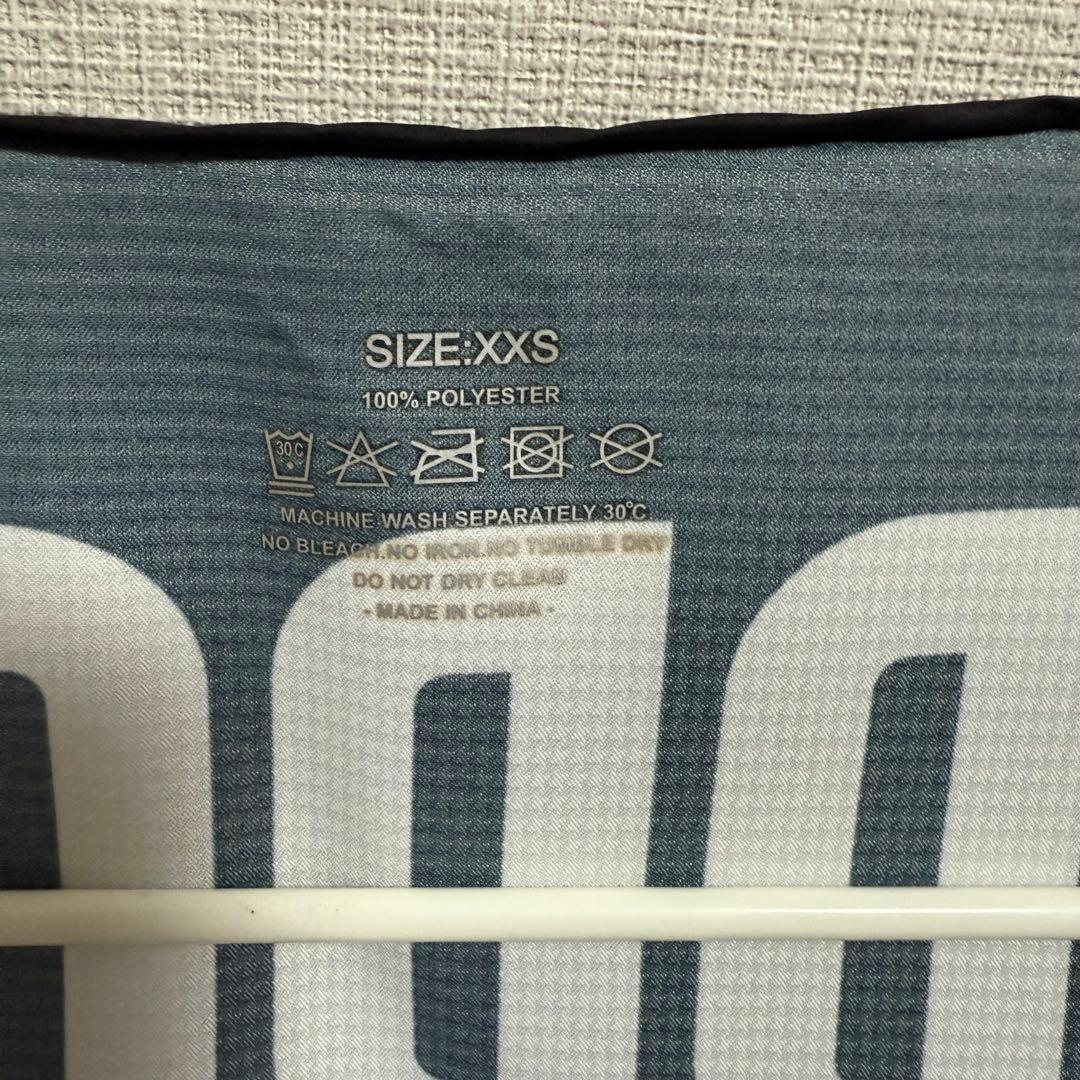 SIZE:XXS
100% POLYESTER
30C
MACHINE WASH SEPARATELY 30℃
NO BLEACH.NO IRON.NO TUMBLE DRY
DO NOT DRY CLEAN
- MADE IN CHINA -